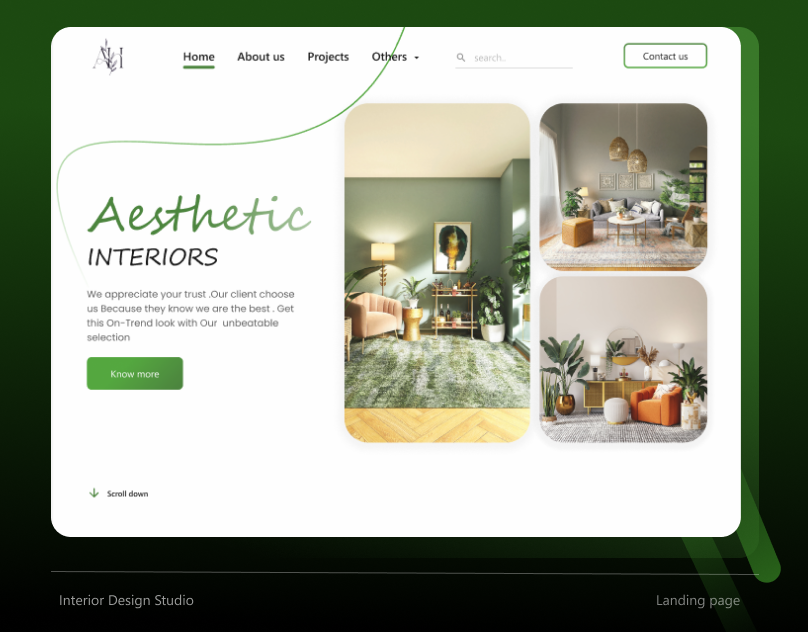 Home About us Projects Others search.. Contact us
Aesthetic
INTERIORS
We appreciate your trust .Our client choose
us Because they know we are the best . Get
this On-Trend look with Our unbeatable
selection
Know more
Scroll down
Interior Design Studio Landing page